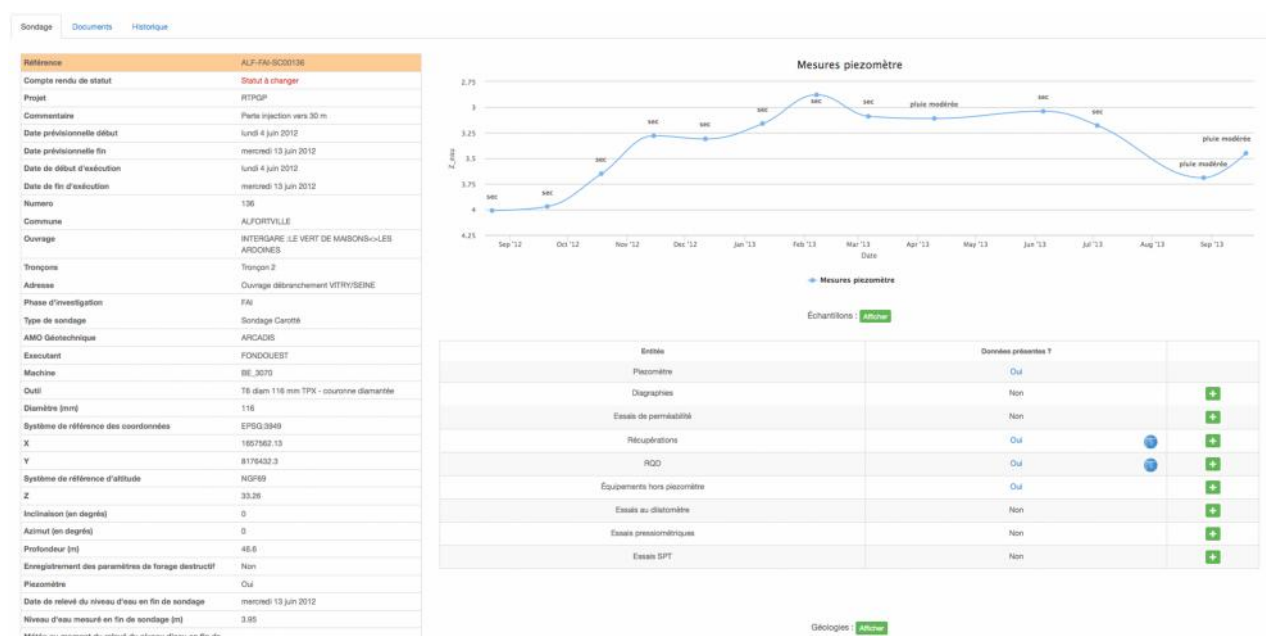 Sondage Documents Historique
Référence ALF-FAI-SC00136
Compte rendu de statut Statut à changer
Projet RTPGP
Commentaire Perte injection vers 30 m
Date prévisionnelle début lundi 4 juin 2012
Date prévisionnelle fin mercredi 13 juin 2012
Date de début d'exécution lundi 4 juin 2012
Date de fin d'exécution mercredi 13 juin 2012
Numero 136
Commune ALFORTVILLE
Ouvrage INTERGARE :LE VERT DE MAISONS<>LES
ARDOINES
Tronçons Tronçon 2
Adresse Ouvrage débranchement VITRY/SEINE
Phase d'investigation FAI
Type de sondage Sondage Carotté
AMO Géotechnique ARCADIS
Executant FONDOUEST
Machine BE_3070
Outil T6 diam 116 mm TPX - couronne diamantée
Diamètre (mm) 116
Système de référence des coordonnées EPSG:3949
X 1657562.13
Y 8176432.3
Système de référence d'altitude NGF69
Z 33.26
Inclinaison (en degrés) 0
Azimut (en degrés) 0
Profondeur (m) 46.6
Enregistrement des paramètres de forage destructif Non
Piezomètre Oui
Date de relevé du niveau d'eau en fin de sondage mercredi 13 juin 2012
Niveau d'eau mesuré en fin de sondage (m) 3.95
Météo au moment du relevé du niveau d'eau en fin de
Mesures piezomètre
2.75
3
3.25
3.5
3.75
4
4.25
Z_eau
sec
sec
sec
sec
sec
sec
sec
sec
pluie modérée
sec
sec
pluie modérée
pluie modérée
Sep '12 Oct '12 Nov '12 Dec '12 Jan '13 Feb '13 Mar '13 Apr '13 May '13 Jun '13 Jul '13 Aug '13 Sep '13
Date
Mesures piezomètre
Échantillons : Afficher
Entités Données présentes ?
Piezomètre Oui
Diagraphies Non
Essais de perméabilité Non
Récupérations Oui
RQD Oui
Équipements hors piezomètre Oui
Essais au dilatomètre Non
Essais pressiométriques Non
Essais SPT Non
Géologies : Afficher